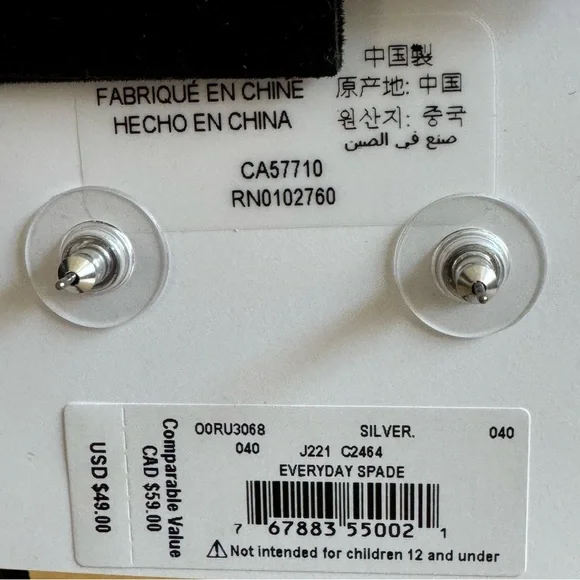 中国製
FABRIQUÉ EN CHINE
原产地: 中国
HECHO EN CHINA
원산지: 중국
صنع في الصين
CA57710
RN0102760
O0RU3068 SILVER. 040
040 J221 C2464
EVERYDAY SPADE
7 67883 55002 1
Not intended for children 12 and under
Comparable Value
CAD $59.00
USD $49.00